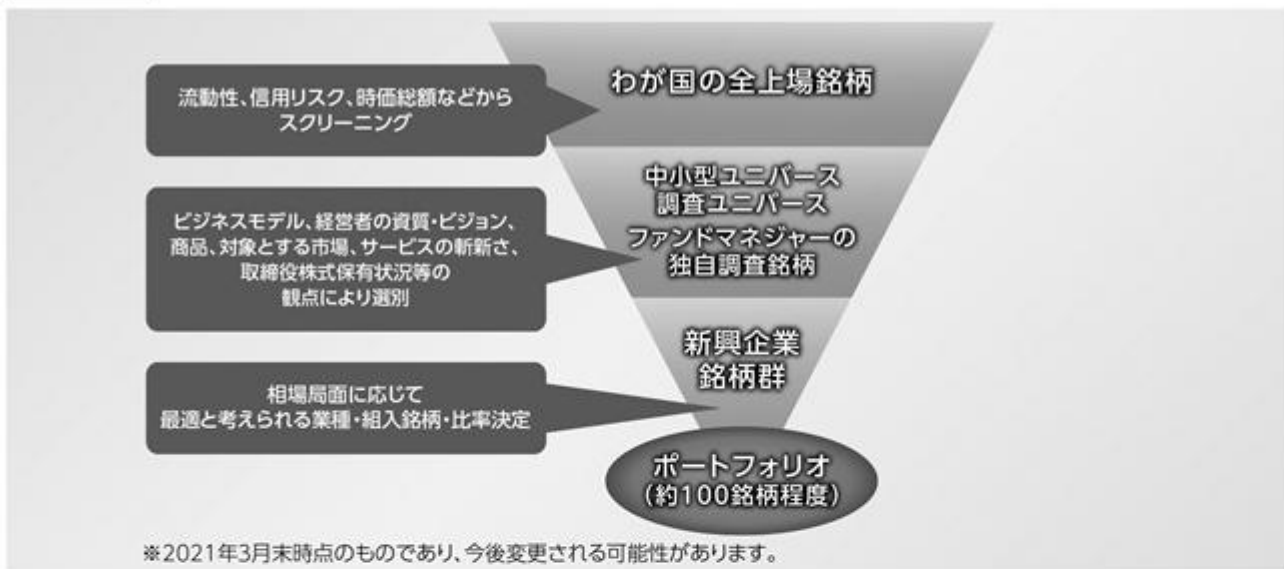 わが国の全上場銘柄
流動性、信用リスク、時価総額などから
スクリーニング
中小型ユニバース
調査ユニバース
ファンドマネジャーの
独自調査銘柄
ビジネスモデル、経営者の資質・ビジョン、
商品、対象とする市場、サービスの斬新さ、
取締役株式保有状況等の
観点により選別
新興企業
銘柄群
相場局面に応じて
最適と考えられる業種・組入銘柄・比率決定
ポートフォリオ
(約100銘柄程度)
※2021年3月末時点のものであり、今後変更される可能性があります。